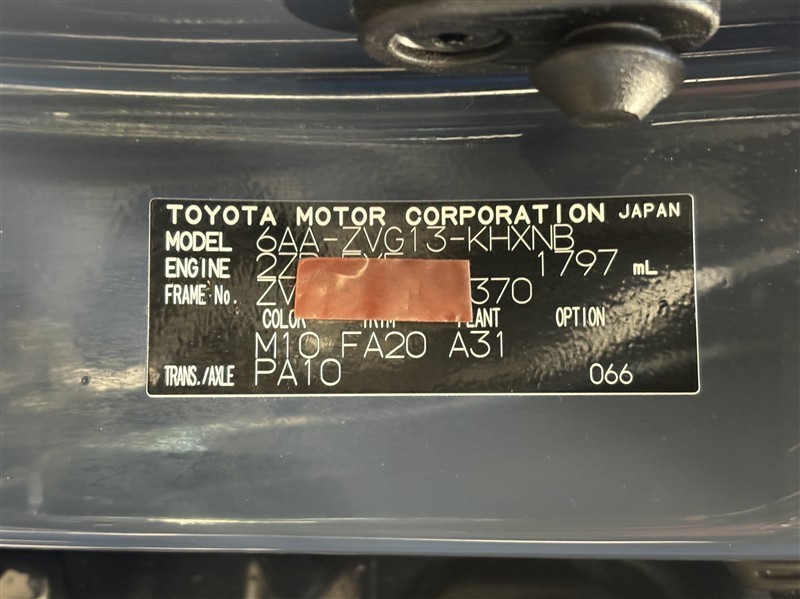 TOYOTA MOTOR CORPORATION JAPAN
MODEL 6AA-ZVG13-KHXNB
ENGINE 1797 mL
FRAME No. 370
COLOR TRIM PLANT OPTION
M10 FA20 A31
TRANS./AXLE PA10 066